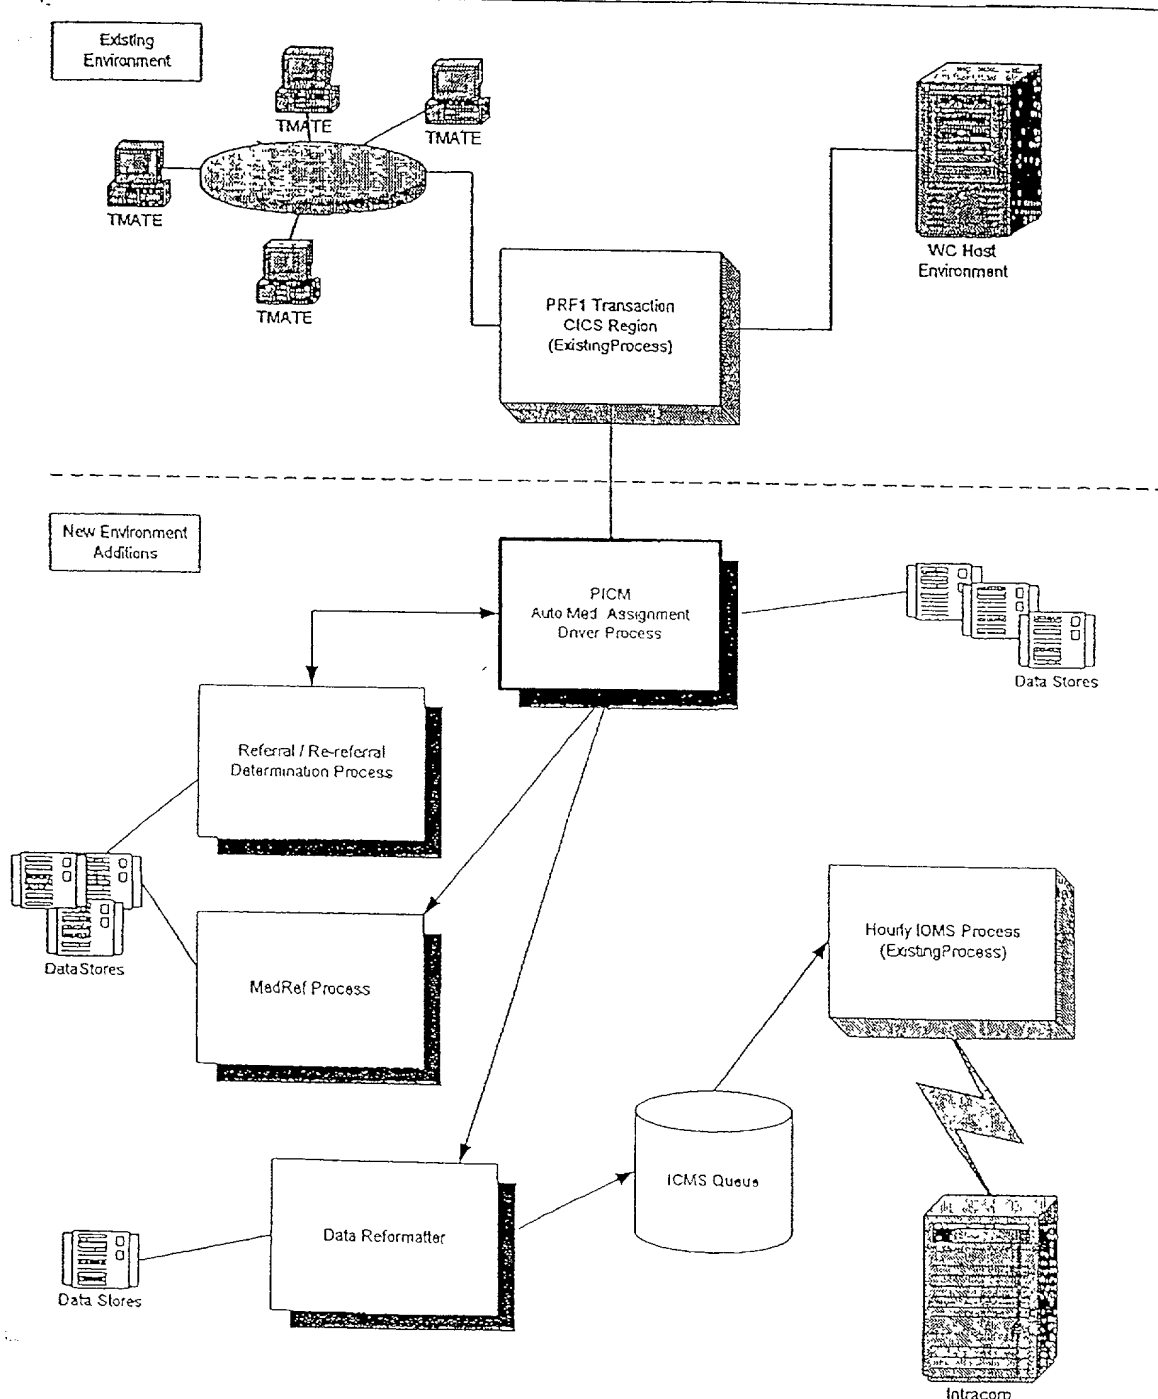 Existing
Environment
TMATE
TMATE
TMATE
TMATE
WC Host
Environment
PRF1 Transaction
CICS Region
(ExistingProcess)
New Environment
Additions
PICM
Auto Med. Assignment
Driver Process
Data Stores
Referral / Re-referral
Determination Process
DataStores
MedRef Process
Hourly IOMS Process
(ExistingProcess)
ICMS Queue
Data Reformatter
Data Stores
Intracorp